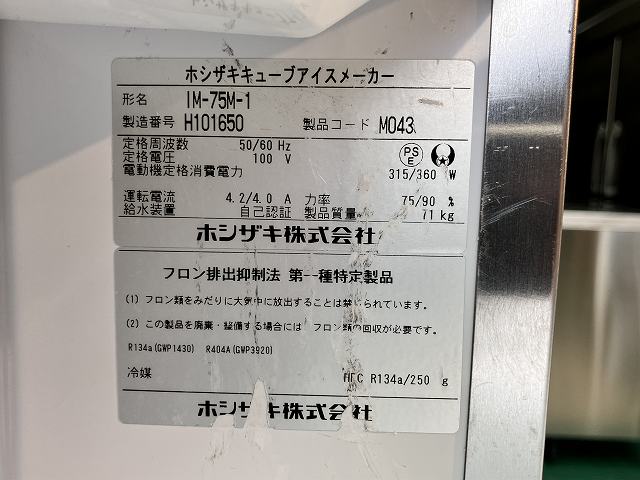 ホシザキキューブアイスメーカー
形名 IM-75M-1
製造番号 H101650 製品コード M043
定格周波数 50/60 Hz
定格電圧 100 V
電動機定格消費電力 315/360 W
PS
E
運転電流 4.2/4.0 A 力率 75/90 %
給水装置 自己認証 製品質量 71 kg
ホシザキ株式会社
フロン排出抑制法 第一種特定製品
(1) フロン類をみだりに大気中に放出することは禁じられています。
(2) この製品を廃棄・整備する場合には フロン類の回収が必要です。
R134a(GWP1430) R404A(GWP3920)
冷媒 HFC R134a/250 g
ホシザキ株式会社